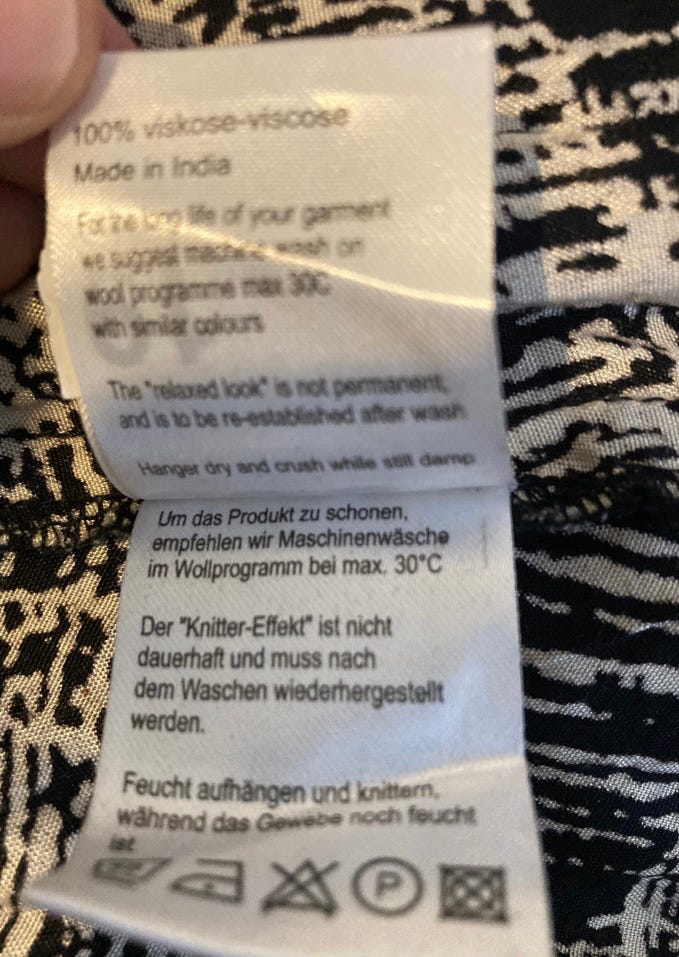 100% viskose-viscose
Made in India
For the long life of your garment
we suggest machine wash on
wool programme max 30C
with similar colours
The "relaxed look" is not permanent,
and is to be re-established after wash
Hanger dry and crush while still damp
Um das Produkt zu schonen,
empfehlen wir Maschinenwäsche
im Wollprogramm bei max. 30°C
Der "Knitter-Effekt" ist nicht
dauerhaft und muss nach
dem Waschen wiederhergestellt
werden.
Feucht aufhängen und knittern,
während das Gewebe noch feucht
ist
P